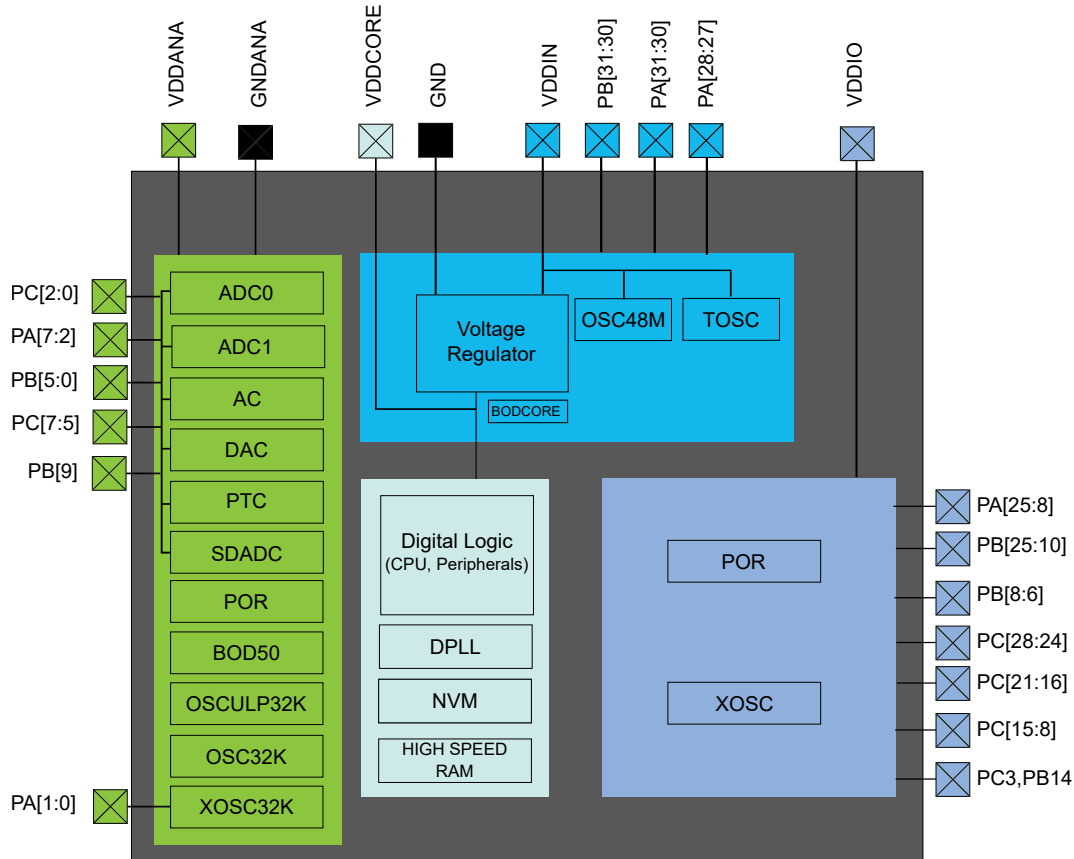 VDDANA
GNDANA
VDDCORE
GND
VDDIN
PB[31:30]
PA[31:30]
PA[28:27]
VDDIO
PC[2:0]
PA[7:2]
PB[5:0]
PC[7:5]
PB[9]
PA[1:0]
ADC0
ADC1
AC
DAC
PTC
SDADC
POR
BOD50
OSCULP32K
OSC32K
XOSC32K
Voltage
Regulator
OSC48M
TOSC
BODCORE
Digital Logic
(CPU, Peripherals)
DPLL
NVM
HIGH SPEED
RAM
POR
XOSC
PA[25:8]
PB[25:10]
PB[8:6]
PC[28:24]
PC[21:16]
PC[15:8]
PC3,PB14